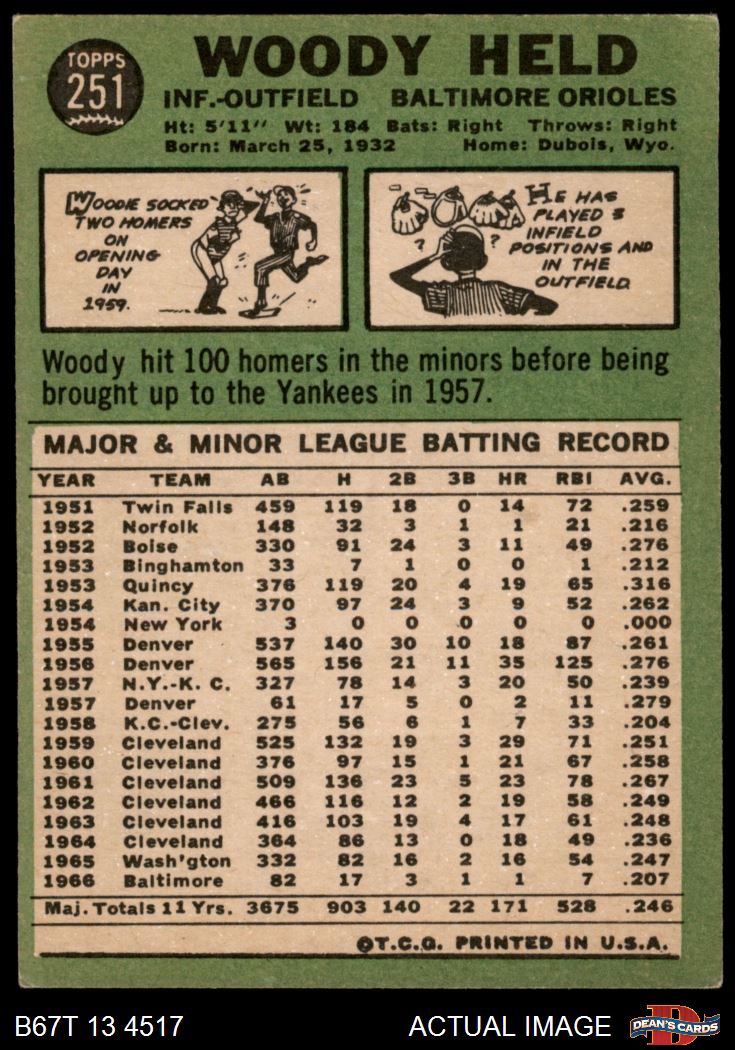 TOPPS
251
WOODY HELD
INF.-OUTFIELD BALTIMORE ORIOLES
Ht: 5'11" Wt: 184 Bats: Right Throws: Right
Born: March 25, 1932 Home: Dubois, Wyo.
WOODIE SOCKED
TWO HOMERS
ON
OPENING
DAY
IN
1959.
HE HAS
PLAYED 3
INFIELD
POSITIONS AND
IN THE
OUTFIELD.
? ?
Woody hit 100 homers in the minors before being
brought up to the Yankees in 1957.
MAJOR & MINOR LEAGUE BATTING RECORD
YEAR TEAM AB H 2B 3B HR RBI AVG.
1951 Twin Falls 459 119 18 0 14 72 .259
1952 Norfolk 148 32 3 1 1 21 .216
1952 Boise 330 91 24 3 11 49 .276
1953 Binghamton 33 7 1 0 0 1 .212
1953 Quincy 376 119 20 4 19 65 .316
1954 Kan. City 370 97 24 3 9 52 .262
1954 New York 3 0 0 0 0 0 .000
1955 Denver 537 140 30 10 18 87 .261
1956 Denver 565 156 21 11 35 125 .276
1957 N.Y.-K. C. 327 78 14 3 20 50 .239
1957 Denver 61 17 5 0 2 11 .279
1958 K.C.-Clev. 275 56 6 1 7 33 .204
1959 Cleveland 525 132 19 3 29 71 .251
1960 Cleveland 376 97 15 1 21 67 .258
1961 Cleveland 509 136 23 5 23 78 .267
1962 Cleveland 466 116 12 2 19 58 .249
1963 Cleveland 416 103 19 4 17 61 .248
1964 Cleveland 364 86 13 0 18 49 .236
1965 Wash'gton 332 82 16 2 16 54 .247
1966 Baltimore 82 17 3 1 1 7 .207
Maj. Totals 11 Yrs. 3675 903 140 22 171 528 .246
©T.C.G. PRINTED IN U.S.A.
B67T 13 4517 ACTUAL IMAGE
D
DEAN'S CARDS